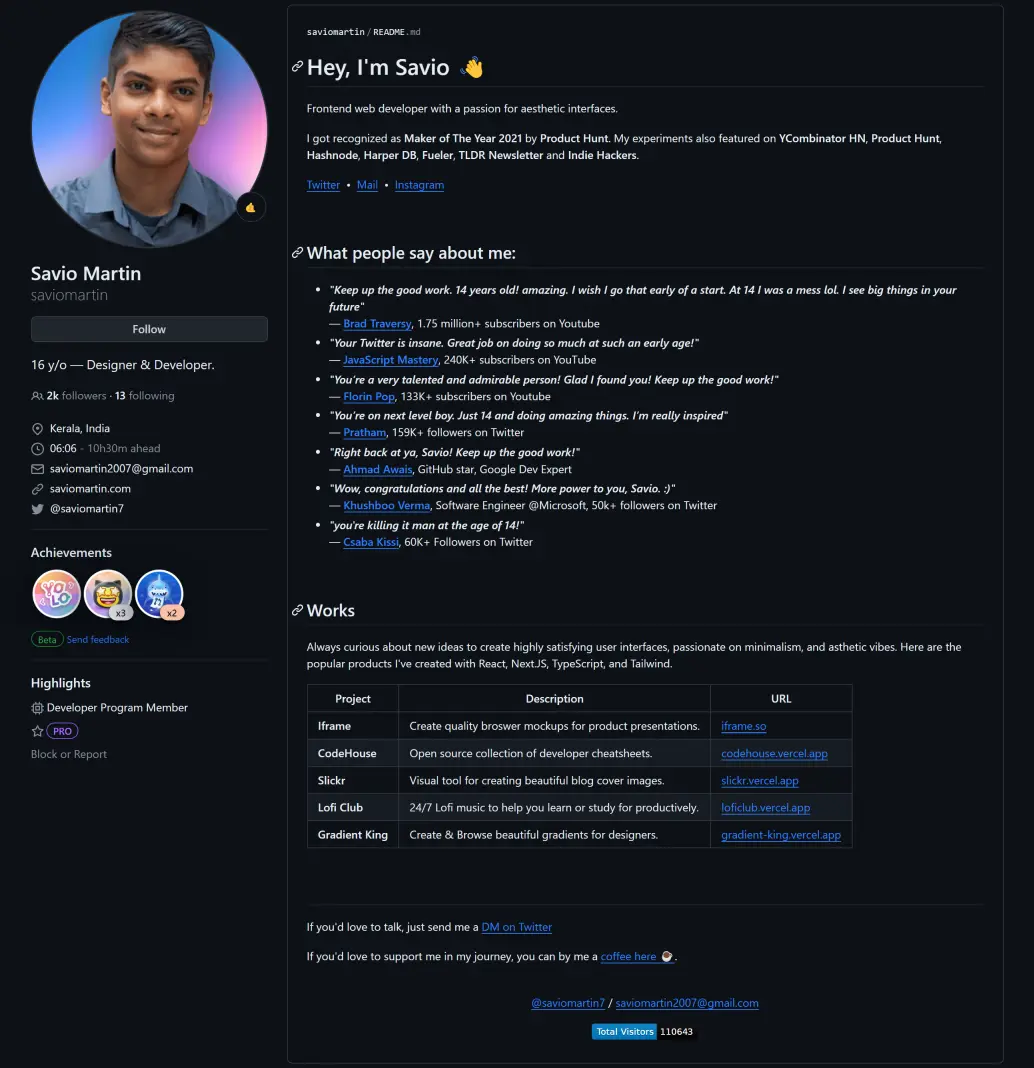 Savio Martin
saviomartin
Follow
16 y/o — Designer & Developer.
2k followers · 13 following
Kerala, India
06:06 - 10h30m ahead
saviomartin2007@gmail.com
saviomartin.com
@saviomartin7
Achievements
YOLO
x3
x2
Beta Send feedback
Highlights
Developer Program Member
PRO
Block or Report
saviomartin/README.md
Hey, I'm Savio 👋
Frontend web developer with a passion for aesthetic interfaces.
I got recognized as Maker of The Year 2021 by Product Hunt. My experiments also featured on YCombinator HN, Product Hunt,
Hashnode, Harper DB, Fueler, TLDR Newsletter and Indie Hackers.
Twitter • Mail • Instagram
What people say about me:
• "Keep up the good work. 14 years old! amazing. I wish I go that early of a start. At 14 I was a mess lol. I see big things in your
future"
— Brad Traversy, 1.75 million+ subscribers on Youtube
• "Your Twitter is insane. Great job on doing so much at such an early age!"
— JavaScript Mastery, 240K+ subscribers on YouTube
• "You're a very talented and admirable person! Glad I found you! Keep up the good work!"
— Florin Pop, 133K+ subscribers on Youtube
• "You're on next level boy. Just 14 and doing amazing things. I'm really inspired"
— Pratham, 159K+ followers on Twitter
• "Right back at ya, Savio! Keep up the good work!"
— Ahmad Awais, GitHub star, Google Dev Expert
• "Wow, congratulations and all the best! More power to you, Savio. :)"
— Khushboo Verma, Software Engineer @Microsoft, 50k+ followers on Twitter
• "you're killing it man at the age of 14!"
— Csaba Kissi, 60K+ Followers on Twitter
Works
Always curious about new ideas to create highly satisfying user interfaces, passionate on minimalism, and asthetic vibes. Here are the
popular products I've created with React, Next.JS, TypeScript, and Tailwind.
Project Description URL
Iframe Create quality broswer mockups for product presentations. iframe.so
CodeHouse Open source collection of developer cheatsheets. codehouse.vercel.app
Slickr Visual tool for creating beautiful blog cover images. slickr.vercel.app
Lofi Club 24/7 Lofi music to help you learn or study for productively. loficlub.vercel.app
Gradient King Create & Browse beautiful gradients for designers. gradient-king.vercel.app
If you'd love to talk, just send me a DM on Twitter
If you'd love to support me in my journey, you can by me a coffee here ☕.
@saviomartin7 / saviomartin2007@gmail.com
Total Visitors 110643